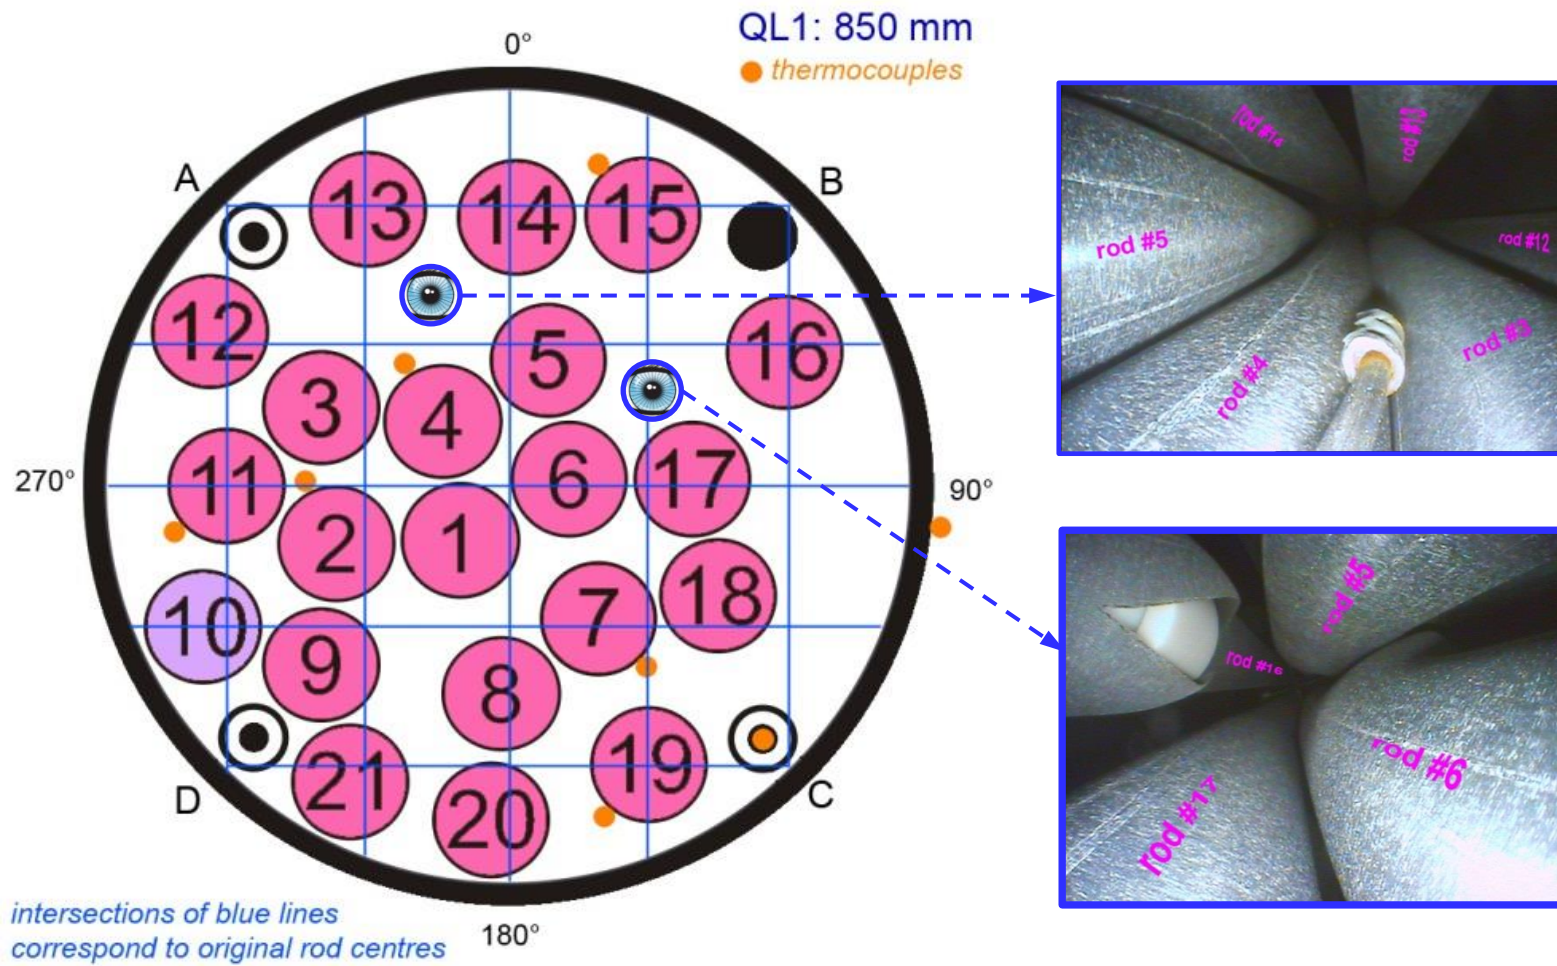 QL1: 850 mm
thermocouples
0°
A
B
13
14
15
12
5
16
3
4
11
6
17
270°
90°
2
1
10
7
18
9
8
19
21
20
D
C
180°
intersections of blue lines
correspond to original rod centres
rod #14
rod #13
rod #5
rod #12
rod #4
rod #3
rod #5
rod #16
rod #6
rod #17